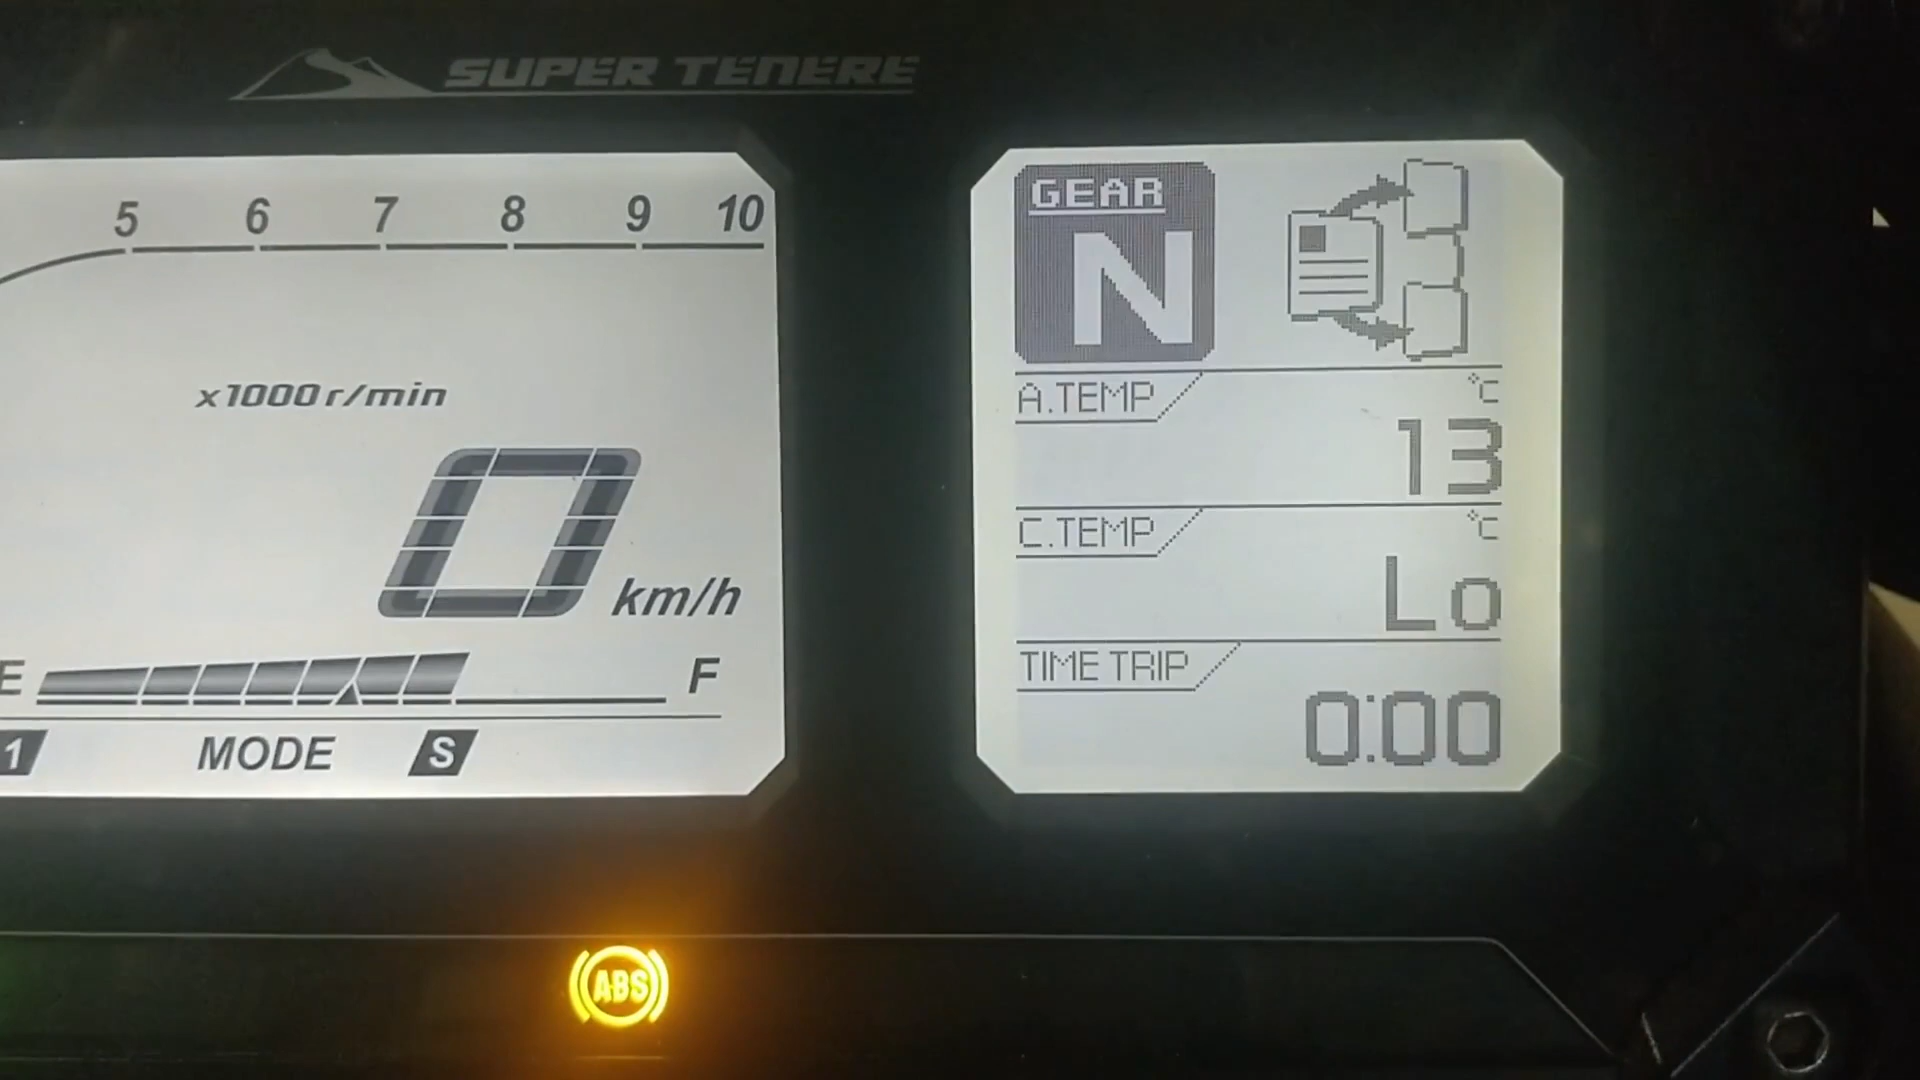 SUPER TENERE
5 6 7 8 9 10
x1000 r/min
0 km/h
E F
1 MODE S
GEAR
N
A.TEMP °C
13
C.TEMP °C
Lo
TIME TRIP
0:00
ABS